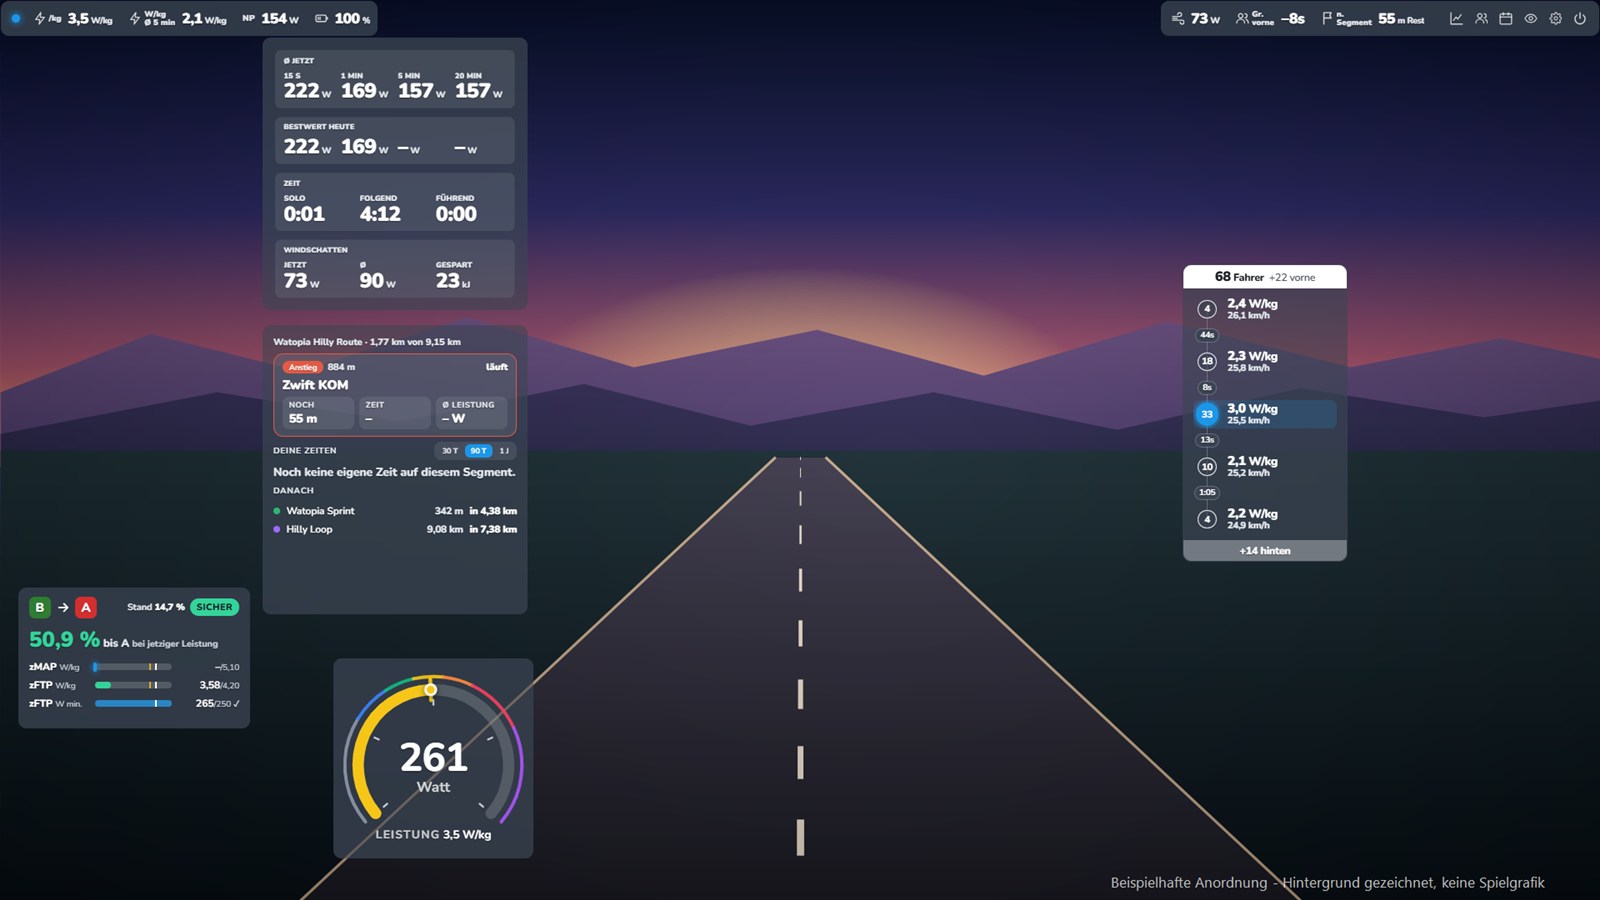 /kg 3,5 W/kg W/kg Ø 5 min 2,1 W/kg NP 154 W 100 %
73 W Gr. vorne –8s n. Segment 55 m Rest
Ø JETZT
15 S 1 MIN 5 MIN 20 MIN
222 W 169 W 157 W 157 W
BESTWERT HEUTE
222 W 169 W – W – W
ZEIT
SOLO FOLGEND FÜHREND
0:01 4:12 0:00
WINDSCHATTEN
JETZT Ø GESPART
73 W 90 W 23 kJ
Watopia Hilly Route · 1,77 km von 9,15 km
Anstieg 884 m läuft
Zwift KOM
NOCH ZEIT Ø LEISTUNG
55 m – – W
DEINE ZEITEN 30 T 90 T 1 J
Noch keine eigene Zeit auf diesem Segment.
DANACH
Watopia Sprint 342 m in 4,38 km
Hilly Loop 9,08 km in 7,38 km
B → A Stand 14,7 % SICHER
50,9 % bis A bei jetziger Leistung
zMAP W/kg –/5,10
zFTP W/kg 3,58/4,20
zFTP W min. 265/250 ✓
261
Watt
LEISTUNG 3,5 W/kg
68 Fahrer +22 vorne
4 2,4 W/kg
26,1 km/h
44s
18 2,3 W/kg
25,8 km/h
8s
33 3,0 W/kg
25,5 km/h
13s
10 2,1 W/kg
25,2 km/h
1:05
4 2,2 W/kg
24,9 km/h
+14 hinten
Beispielhafte Anordnung - Hintergrund gezeichnet, keine Spielgrafik